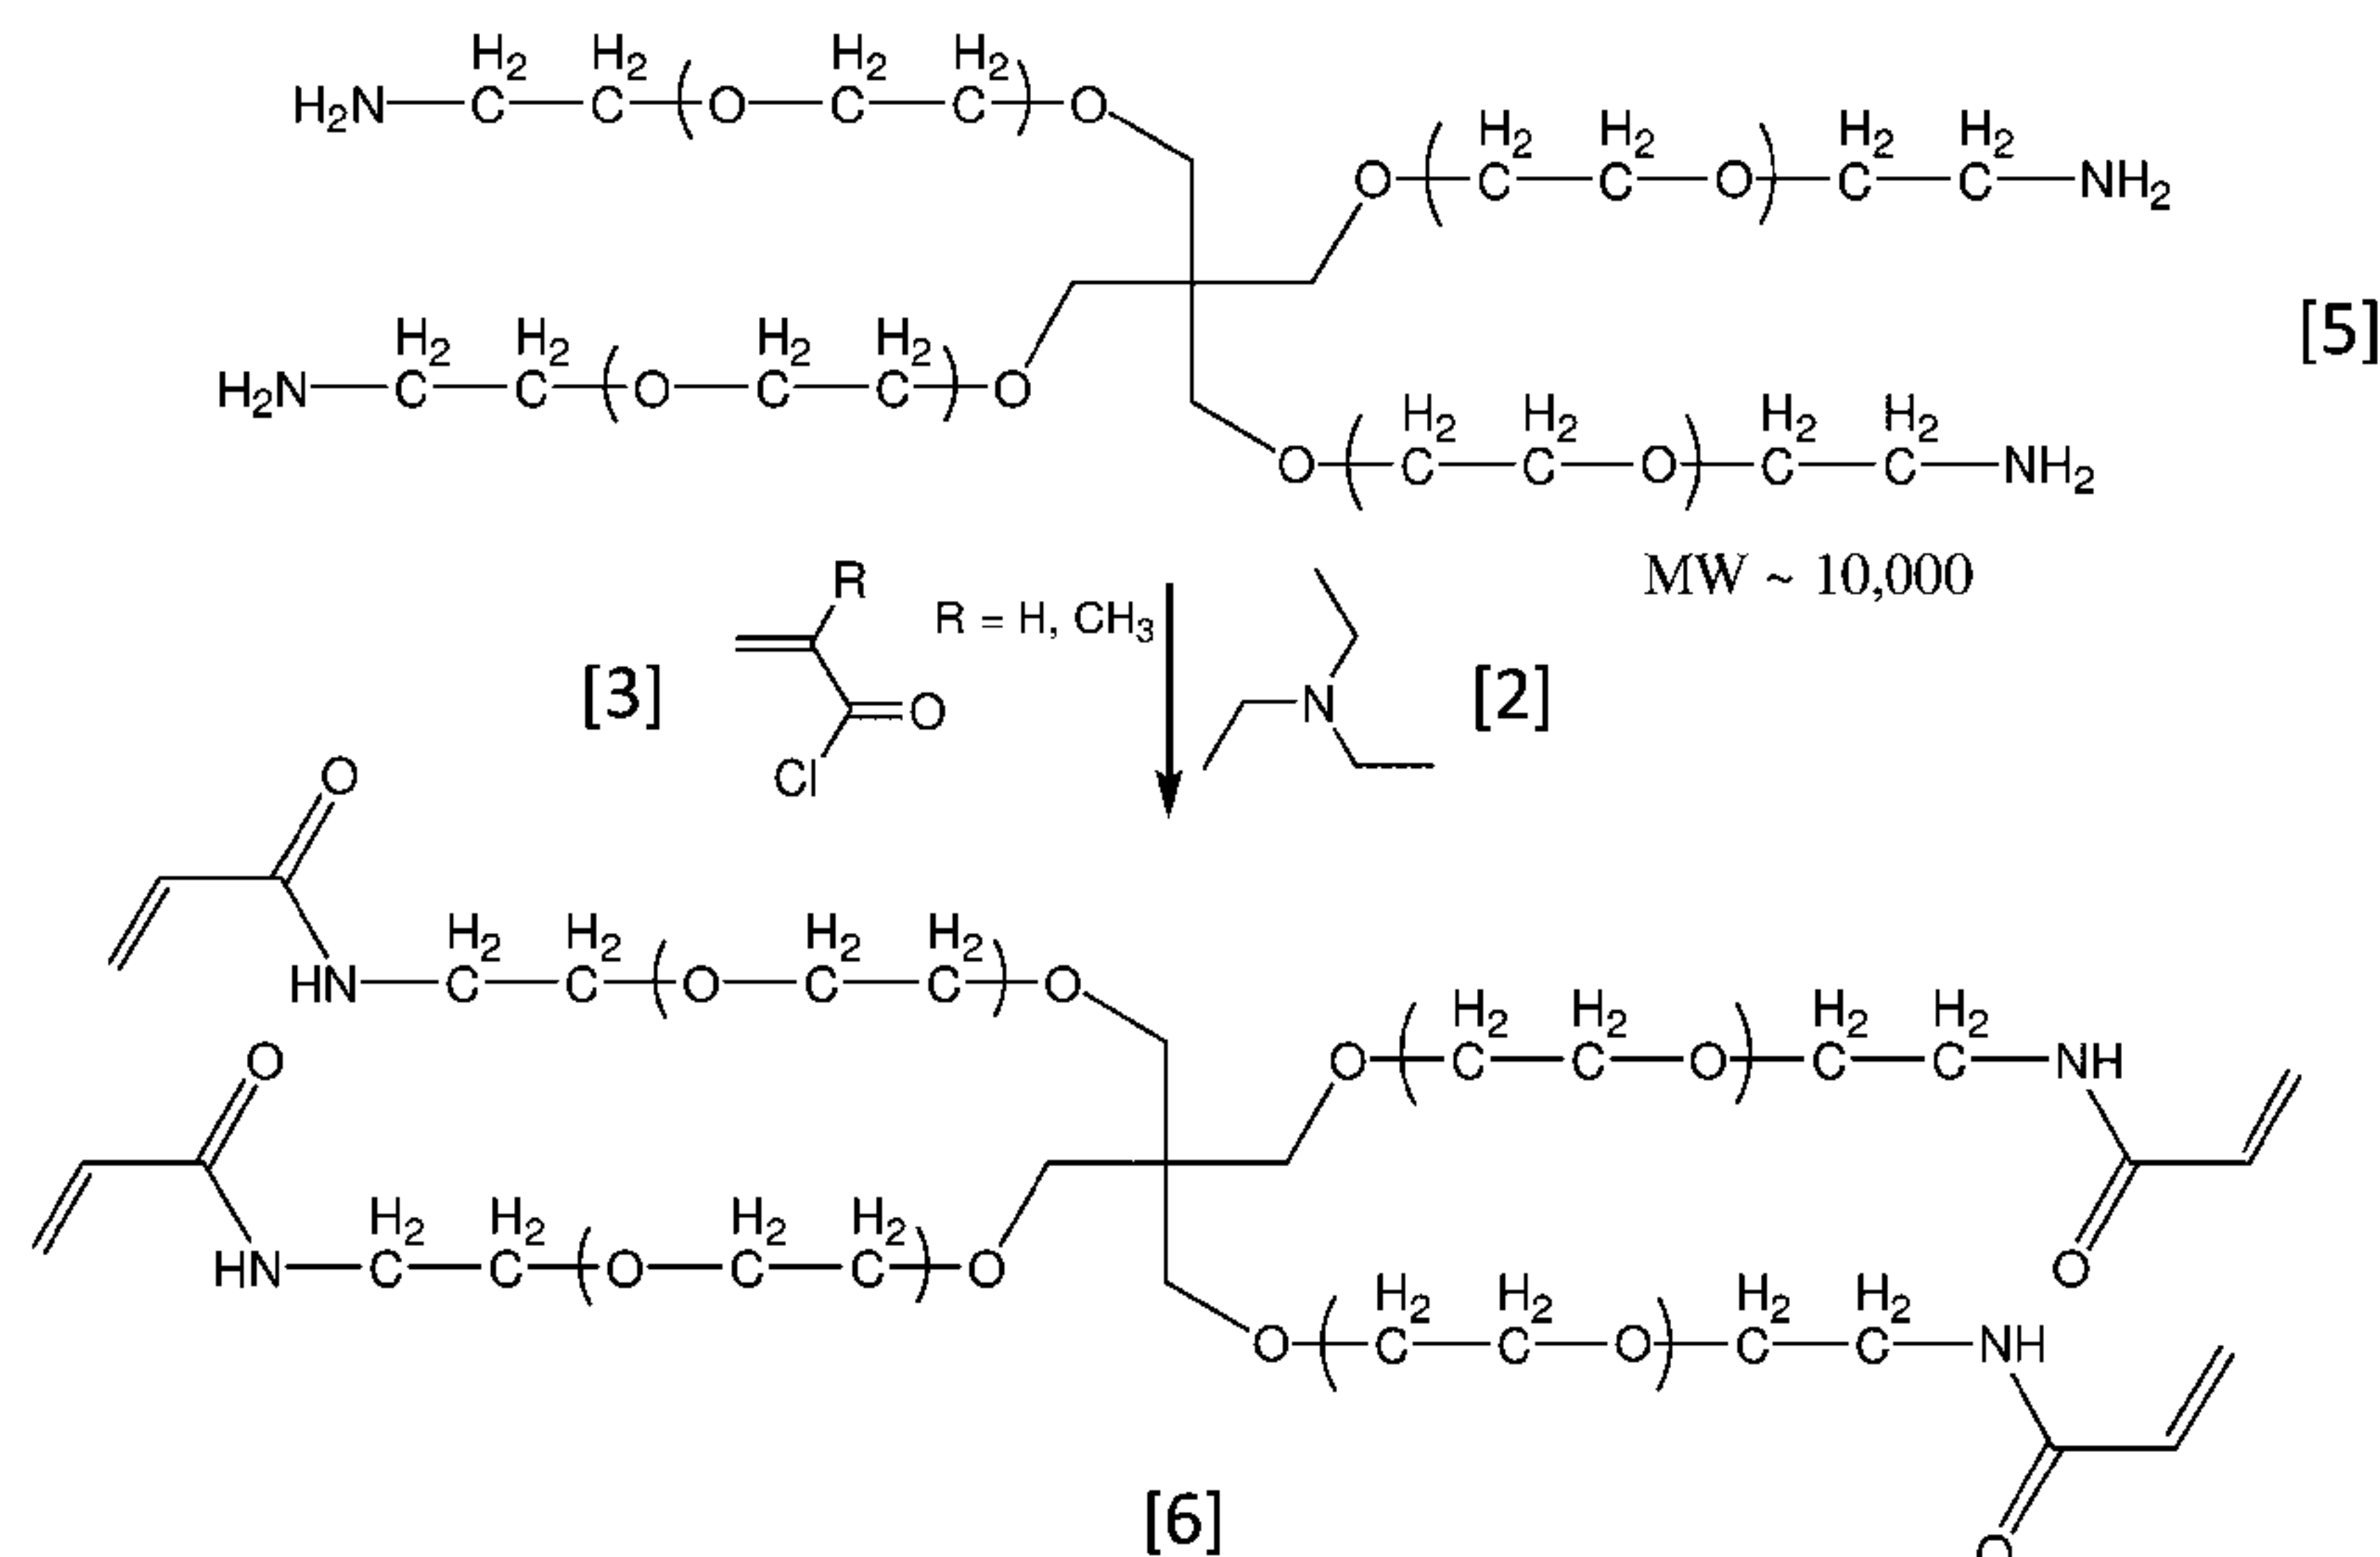 H₂ H₂ H₂ H₂
H₂N C C ( O C C ) O
H₂ H₂ H₂ H₂
O ( C C O ) C C NH₂
[5]
H₂ H₂ H₂ H₂
H₂N C C ( O C C ) O
H₂ H₂ H₂ H₂
O ( C C O ) C C NH₂
MW ~ 10,000
R
R = H, CH₃
[3]
O
Cl
N
[2]
O
H₂ H₂ H₂ H₂
HN C C ( O C C ) O
H₂ H₂ H₂ H₂
O ( C C O ) C C NH
O
O
H₂ H₂ H₂ H₂
HN C C ( O C C ) O
H₂ H₂ H₂ H₂
O ( C C O ) C C NH
O
[6]